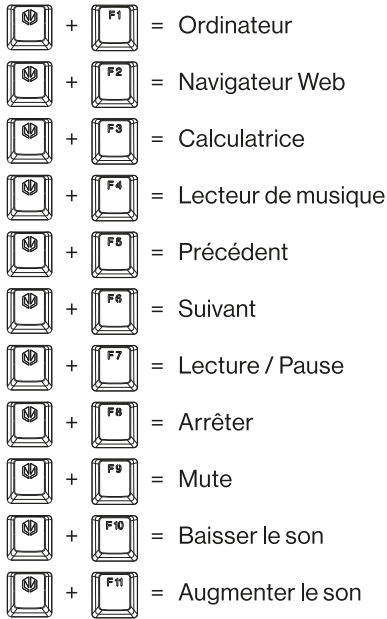 + F1 = Ordinateur
+ F2 = Navigateur Web
+ F3 = Calculatrice
+ F4 = Lecteur de musique
+ F5 = Précédent
+ F6 = Suivant
+ F7 = Lecture / Pause
+ F8 = Arrêter
+ F9 = Mute
+ F10 = Baisser le son
+ F11 = Augmenter le son